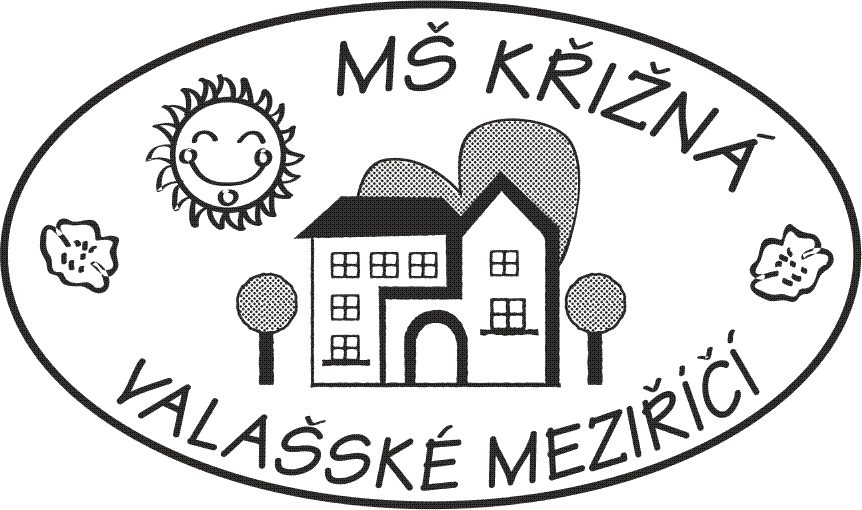 MŠ KŘIŽNÁ
VALAŠSKÉ MEZIŘÍČÍ